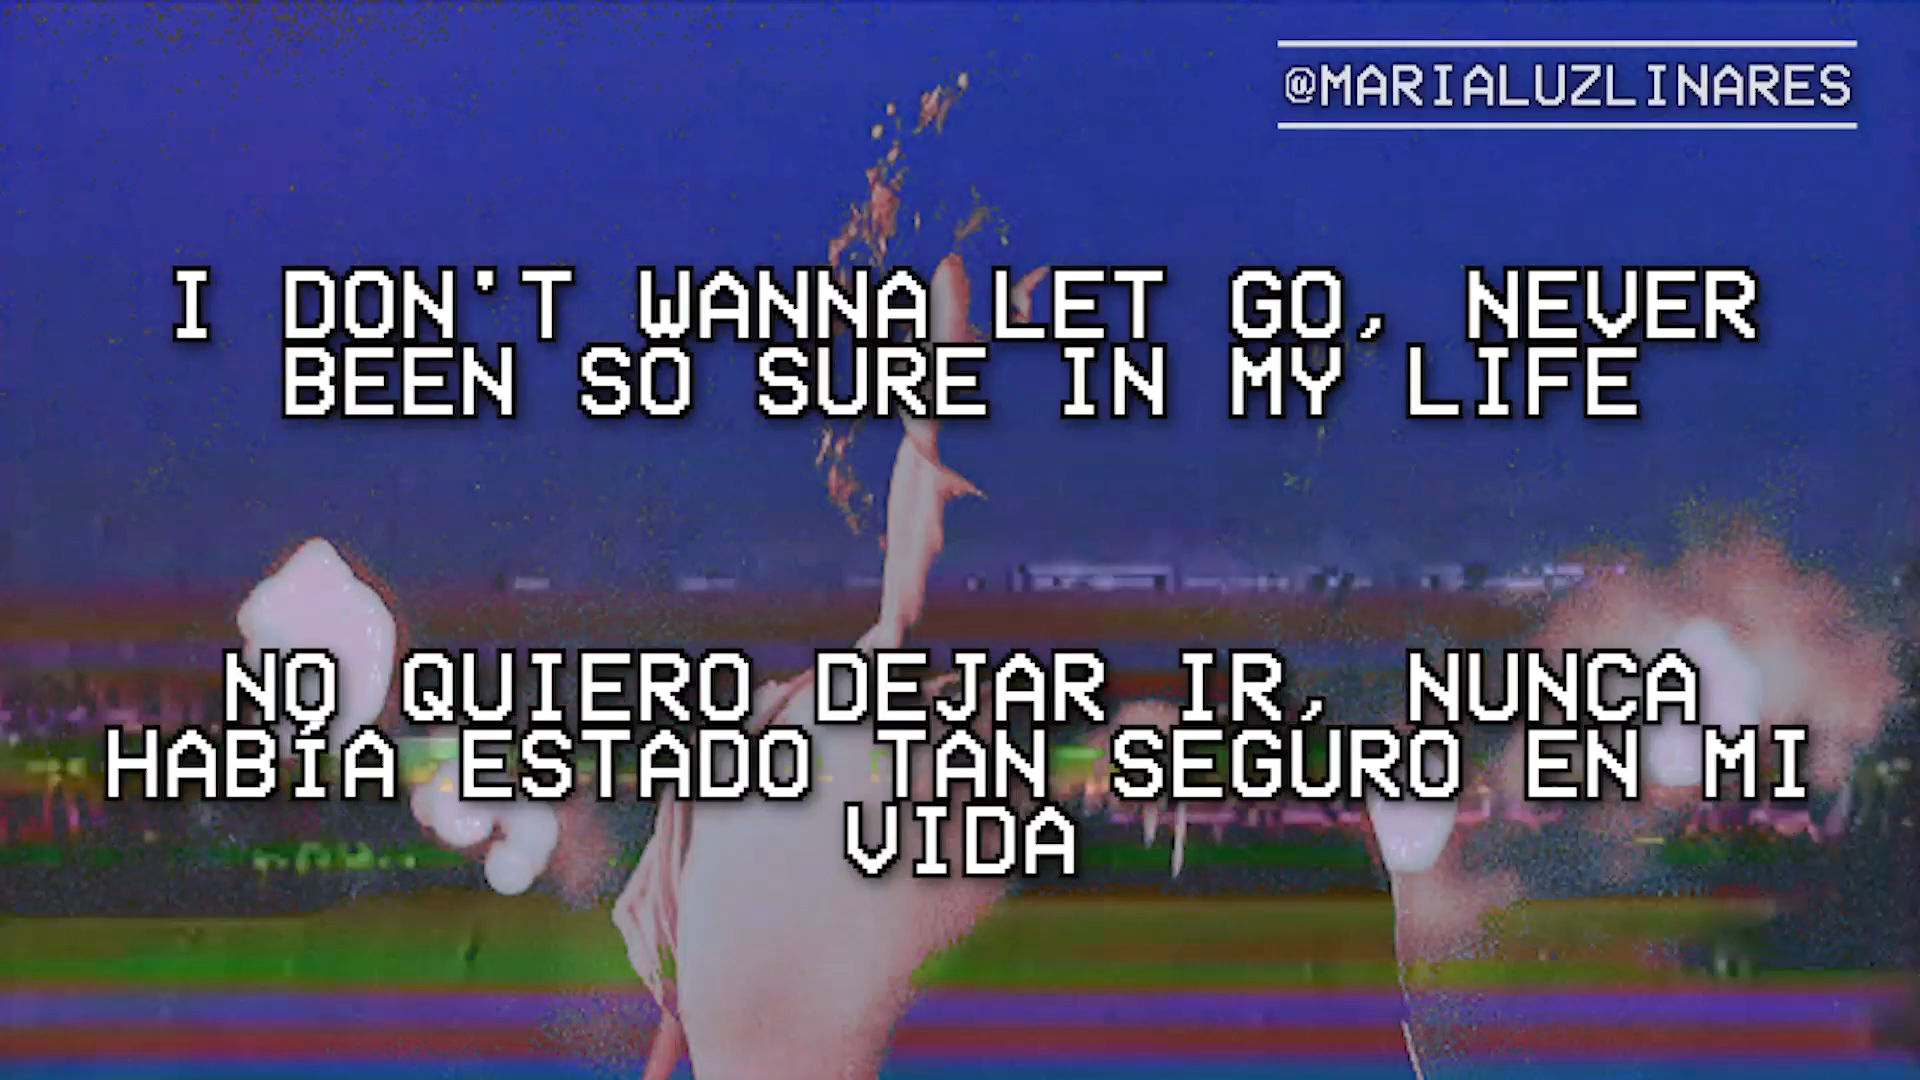 @MARIALUZLINARES
I DON'T WANNA LET GO, NEVER
BEEN SO SURE IN MY LIFE
NO QUIERO DEJAR IR, NUNCA
HABÍA ESTADO TAN SEGURO EN MI
VIDA